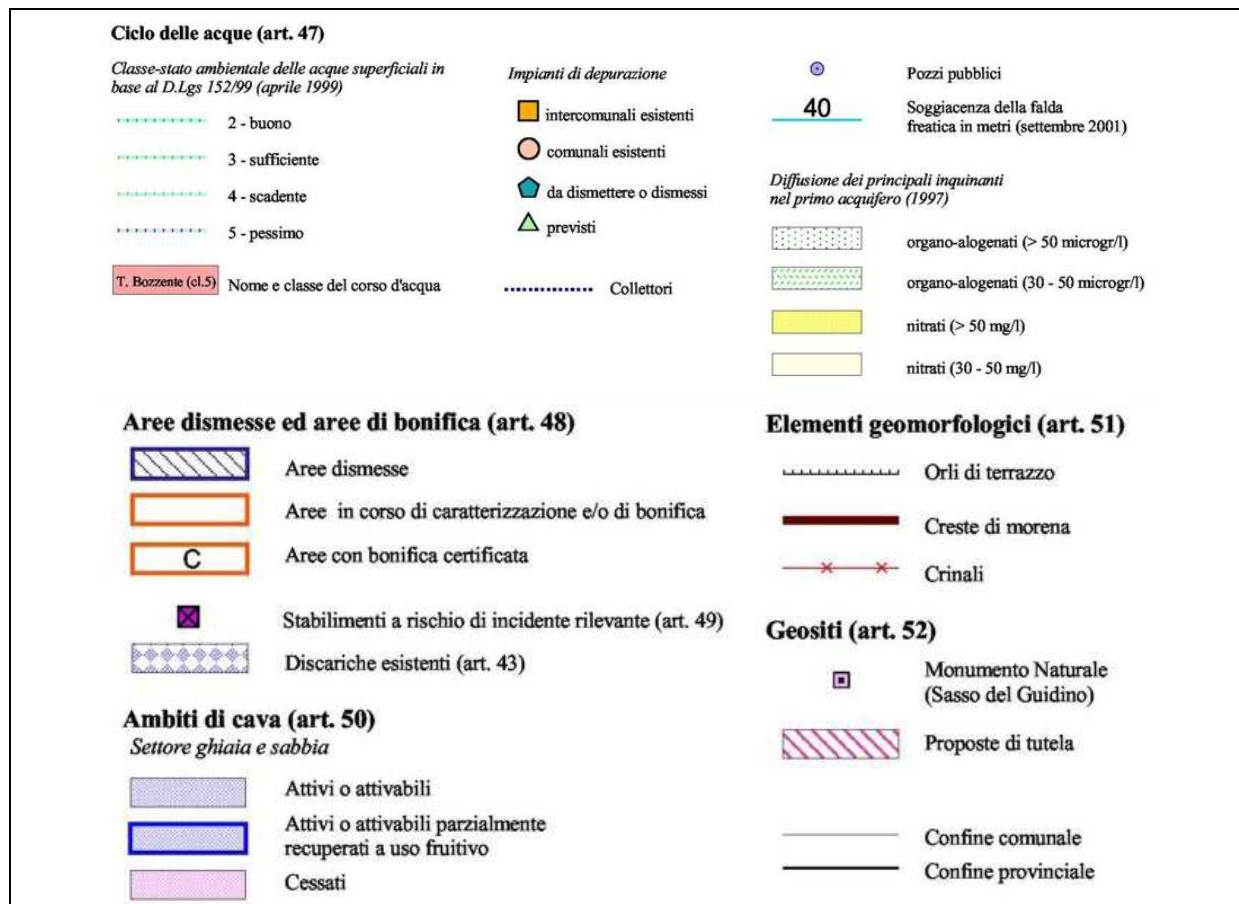 Ciclo delle acque (art. 47)
Classe-stato ambientale delle acque superficiali in
base al D.Lgs 152/99 (aprile 1999)
2 - buono
3 - sufficiente
4 - scadente
5 - pessimo
T. Bozzente (cl.5)
Nome e classe del corso d'acqua
Impianti di depurazione
intercomunali esistenti
comunali esistenti
da dismettere o dismessi
previsti
Collettori
Pozzi pubblici
40
Soggiacenza della falda
freatica in metri (settembre 2001)
Diffusione dei principali inquinanti
nel primo acquifero (1997)
organo-alogenati (> 50 microgr/l)
organo-alogenati (30 - 50 microgr/l)
nitrati (> 50 mg/l)
nitrati (30 - 50 mg/l)
Aree dismesse ed aree di bonifica (art. 48)
Aree dismesse
Aree in corso di caratterizzazione e/o di bonifica
C
Aree con bonifica certificata
Stabilimenti a rischio di incidente rilevante (art. 49)
Discariche esistenti (art. 43)
Ambiti di cava (art. 50)
Settore ghiaia e sabbia
Attivi o attivabili
Attivi o attivabili parzialmente
recuperati a uso fruitivo
Cessati
Elementi geomorfologici (art. 51)
Orli di terrazzo
Creste di morena
Crinali
Geositi (art. 52)
Monumento Naturale
(Sasso del Guidino)
Proposte di tutela
Confine comunale
Confine provinciale